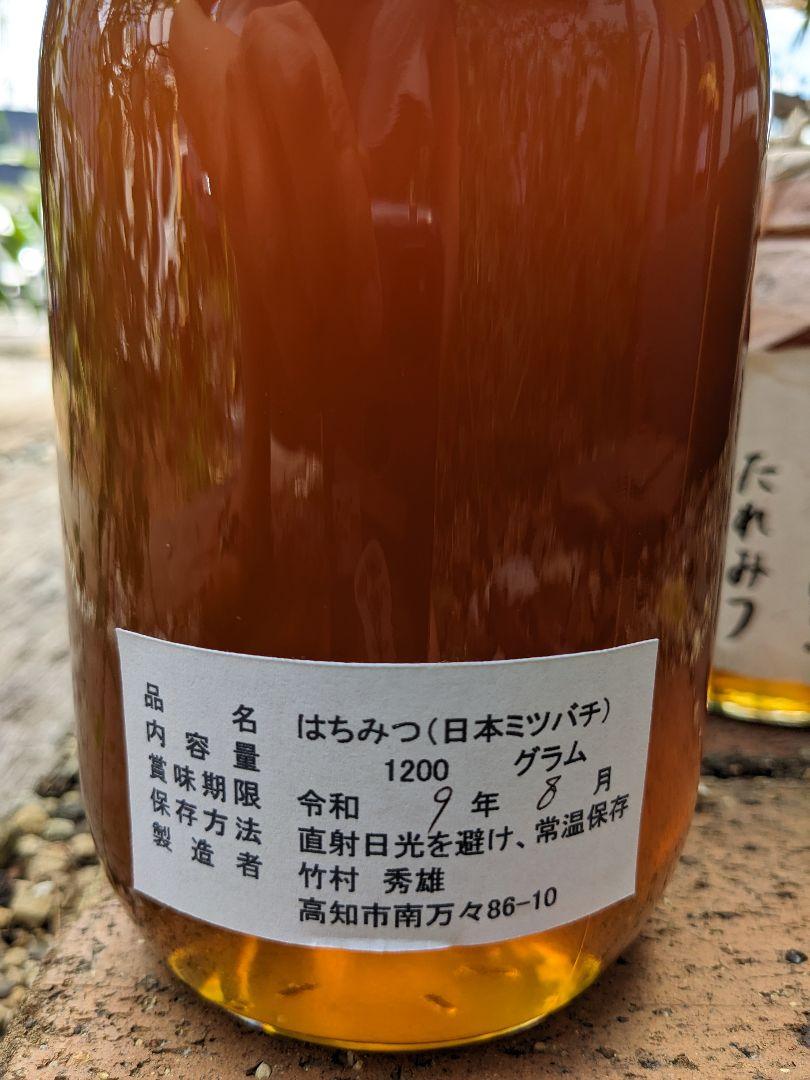 品名 はちみつ(日本ミツバチ)
内容量 1200 グラム
賞味期限 令和 9 年 8 月
保存方法 直射日光を避け、常温保存
製造者 竹村 秀雄
高知市南万々86-10
たれみつ